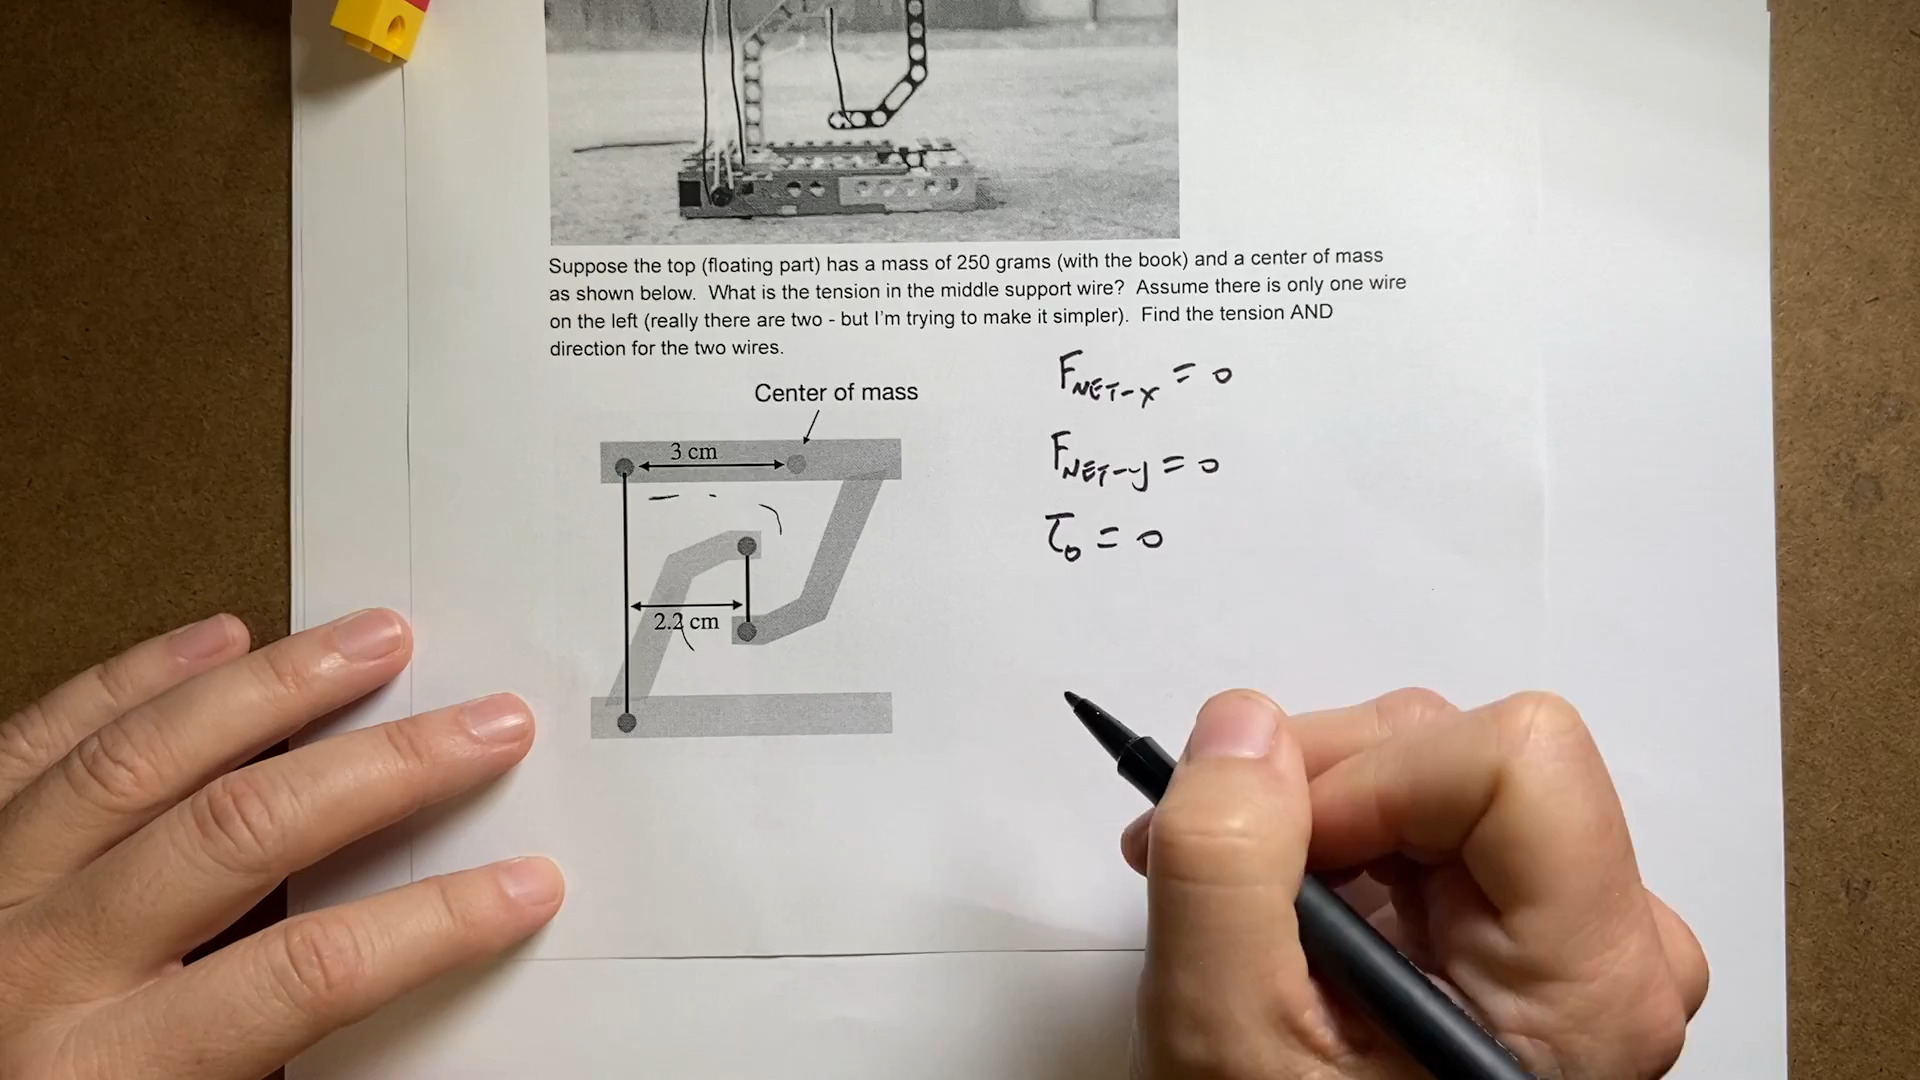 Suppose the top (floating part) has a mass of 250 grams (with the book) and a center of mass
as shown below. What is the tension in the middle support wire? Assume there is only one wire
on the left (really there are two - but I'm trying to make it simpler). Find the tension AND
direction for the two wires.
Center of mass
3 cm
2.2 cm
F_NET-x = 0
F_NET-y = 0
τ_o = 0